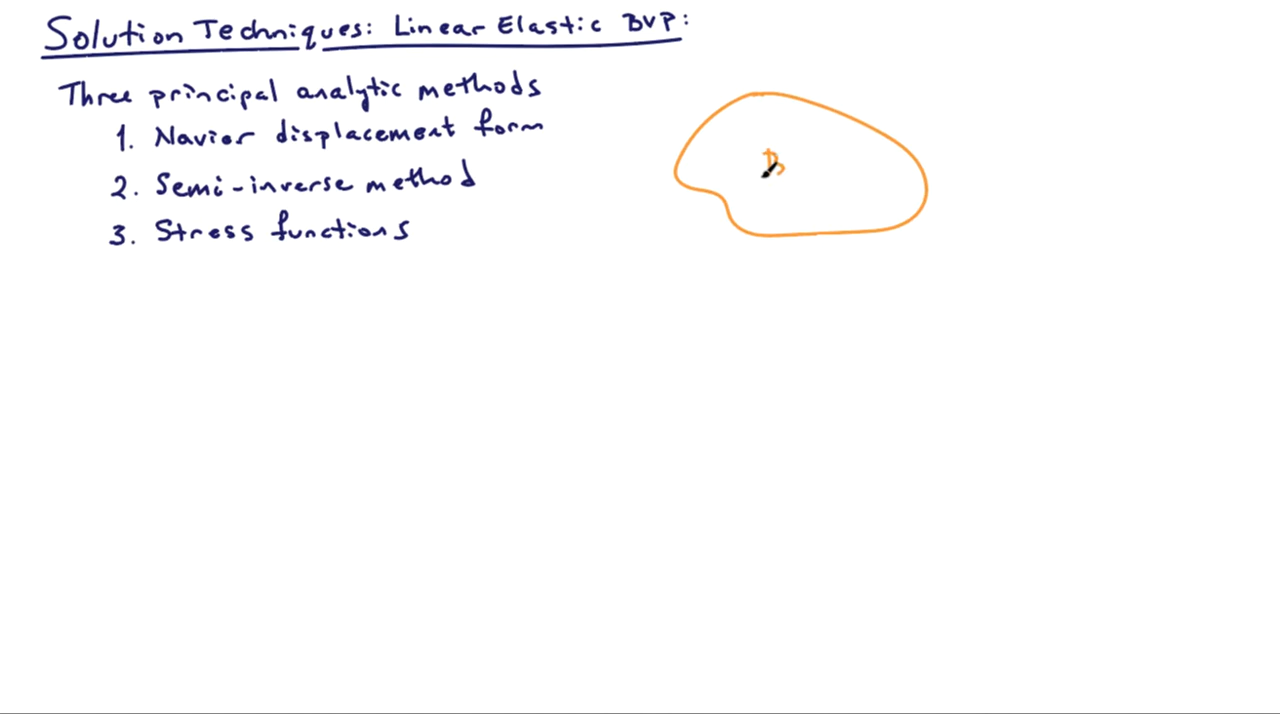 Solution Techniques: Linear Elastic BVP:
Three principal analytic methods
1. Navier displacement form
2. Semi-inverse method
3. Stress functions
B